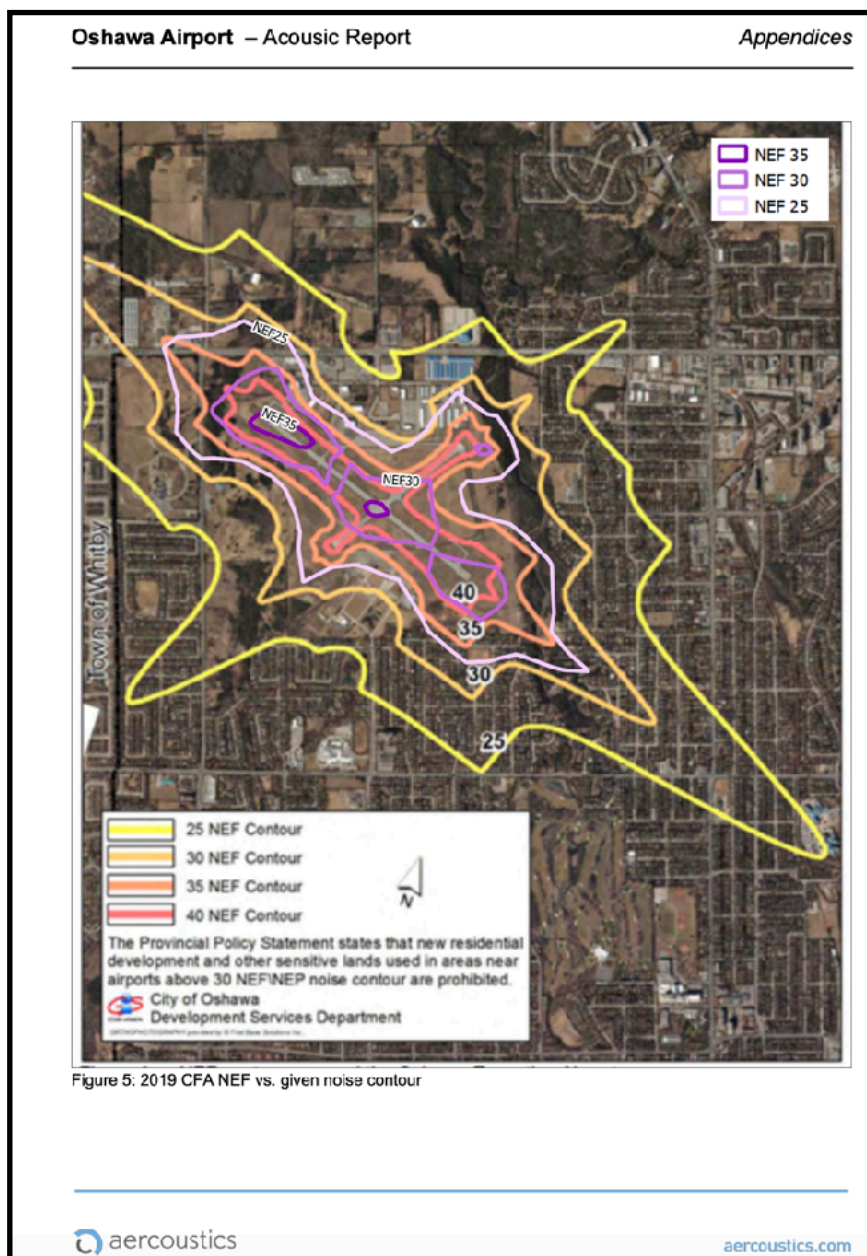 Oshawa Airport – Acousic Report
Appendices
NEF 35
NEF 30
NEF 25
NEF25
NEF35
NEF30
Town of Whitby
40
35
30
25
25 NEF Contour
30 NEF Contour
35 NEF Contour
40 NEF Contour
N
The Provincial Policy Statement states that new residential
development and other sensitive lands used in areas near
airports above 30 NEF\NEP noise contour are prohibited.
City of Oshawa
Development Services Department
Figure 5: 2019 CFA NEF vs. given noise contour
aercoustics
aercoustics.com